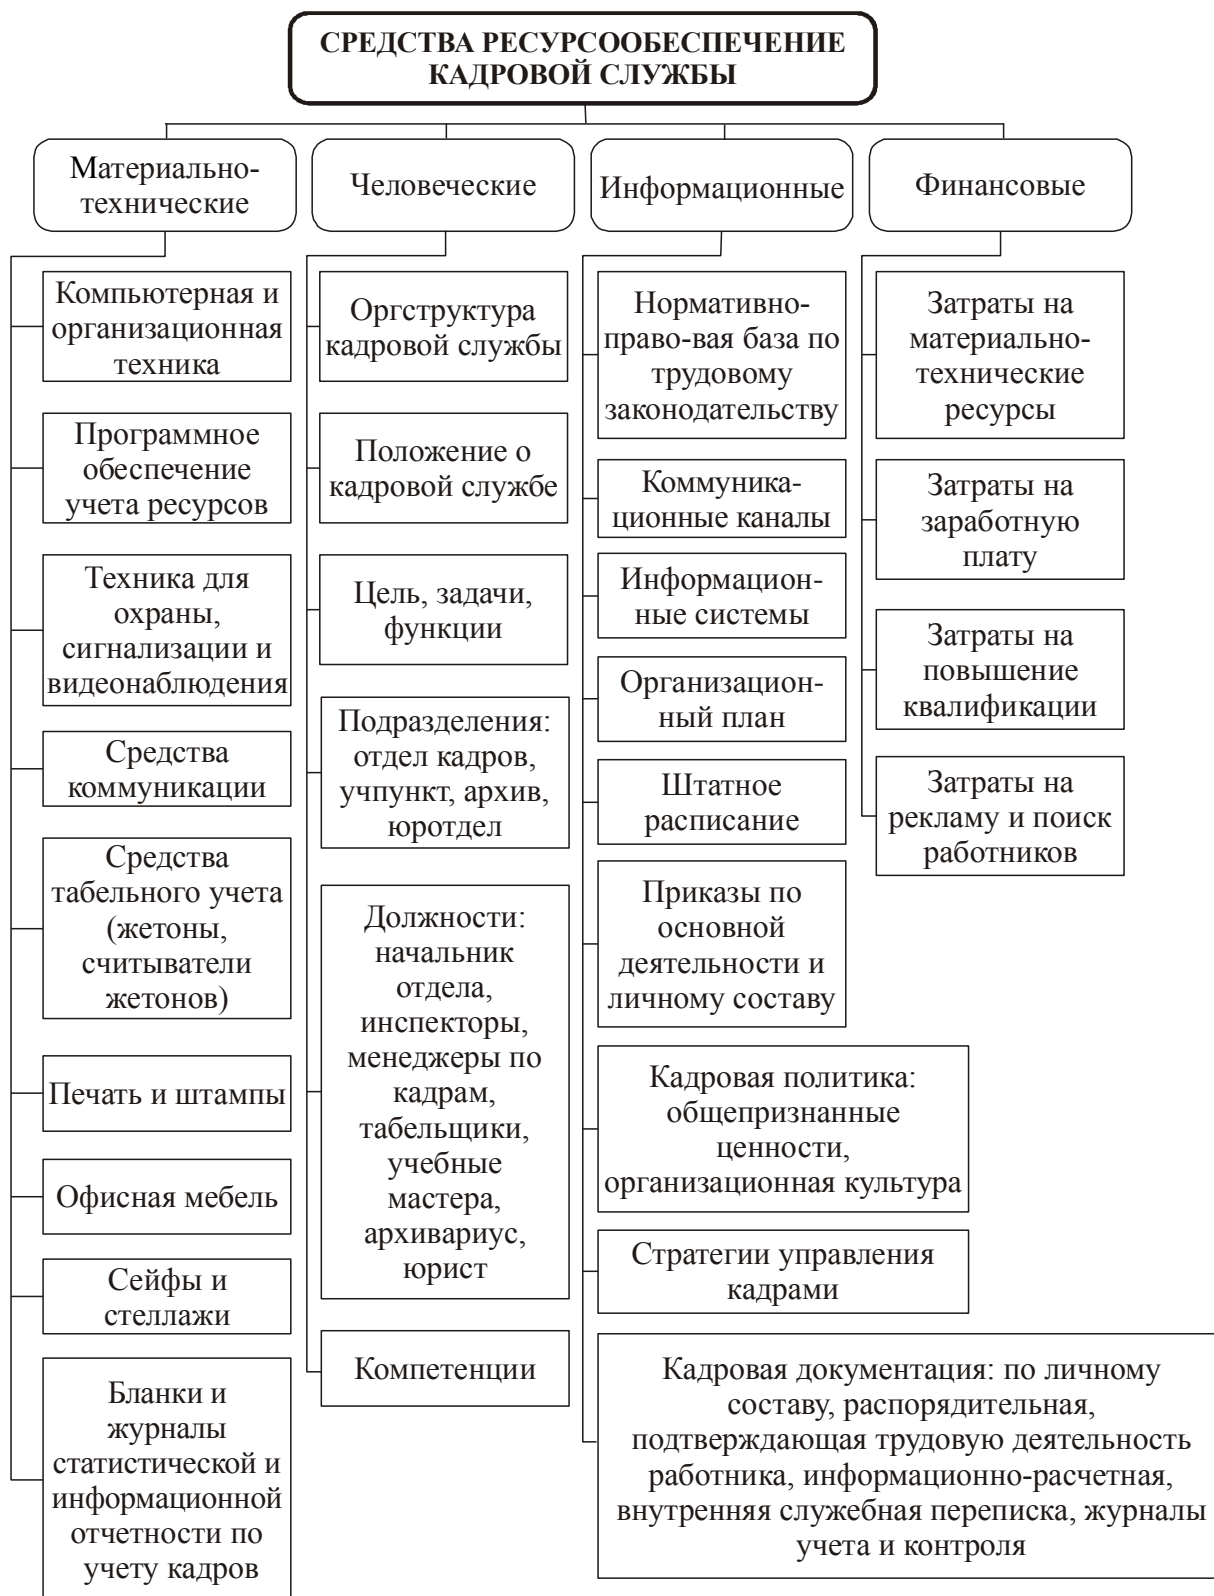 СРЕДСТВА РЕСУРСООБЕСПЕЧЕНИЕ
КАДРОВОЙ СЛУЖБЫ
Материально-
технические
Компьютерная и
организационная
техника
Программное
обеспечение
учета ресурсов
Техника для
охраны,
сигнализации и
видеонаблюдения
Средства
коммуникации
Средства
табельного учета
(жетоны,
считыватели
жетонов)
Печать и штампы
Офисная мебель
Сейфы и
стеллажи
Бланки и
журналы
статистической и
информационной
отчетности по
учету кадров
Человеческие
Оргструктура
кадровой службы
Положение о
кадровой службе
Цель, задачи,
функции
Подразделения:
отдел кадров,
учпункт, архив,
юротдел
Должности:
начальник
отдела,
инспекторы,
менеджеры по
кадрам,
табельщики,
учебные
мастера,
архивариус,
юрист
Компетенции
Информационные
Нормативно-
право-вая база по
трудовому
законодательству
Коммуника-
ционные каналы
Информацион-
ные системы
Организацион-
ный план
Штатное
расписание
Приказы по
основной
деятельности и
личному составу
Кадровая политика:
общепризнанные
ценности,
организационная культура
Стратегии управления
кадрами
Кадровая документация: по личному
составу, распорядительная,
подтверждающая трудовую деятельность
работника, информационно-расчетная,
внутренняя служебная переписка, журналы
учета и контроля
Финансовые
Затраты на
материально-
технические
ресурсы
Затраты на
заработную
плату
Затраты на
повышение
квалификации
Затраты на
рекламу и поиск
работников